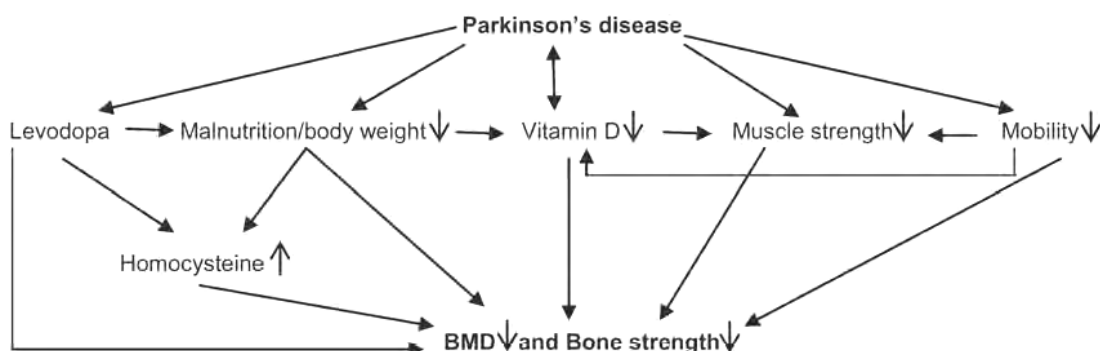 Parkinson's disease
Levodopa Malnutrition/body weight↓ Vitamin D↓ Muscle strength↓ Mobility↓
Homocysteine↑
BMD↓ and Bone strength↓